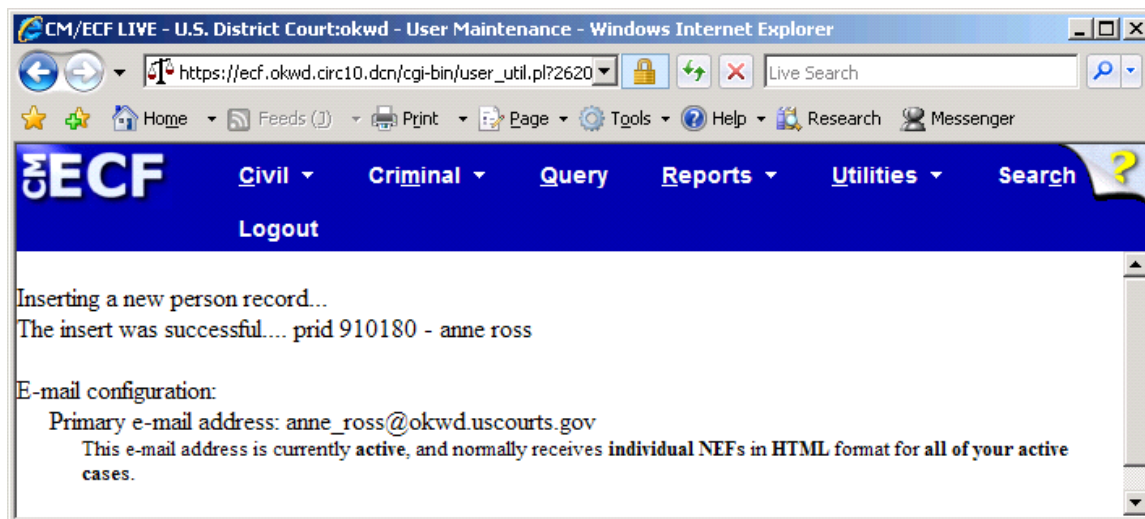 CM/ECF LIVE - U.S. District Court:okwd - User Maintenance - Windows Internet Explorer
https://ecf.okwd.circ10.dcn/cgi-bin/user_util.pl?2620 Live Search
Home Feeds (J) Print Page Tools Help Research Messenger
CM ECF Civil Criminal Query Reports Utilities Search ?
Logout
Inserting a new person record...
The insert was successful.... prid 910180 - anne ross
E-mail configuration:
Primary e-mail address: anne_ross@okwd.uscourts.gov
This e-mail address is currently active, and normally receives individual NEFs in HTML format for all of your active
cases.